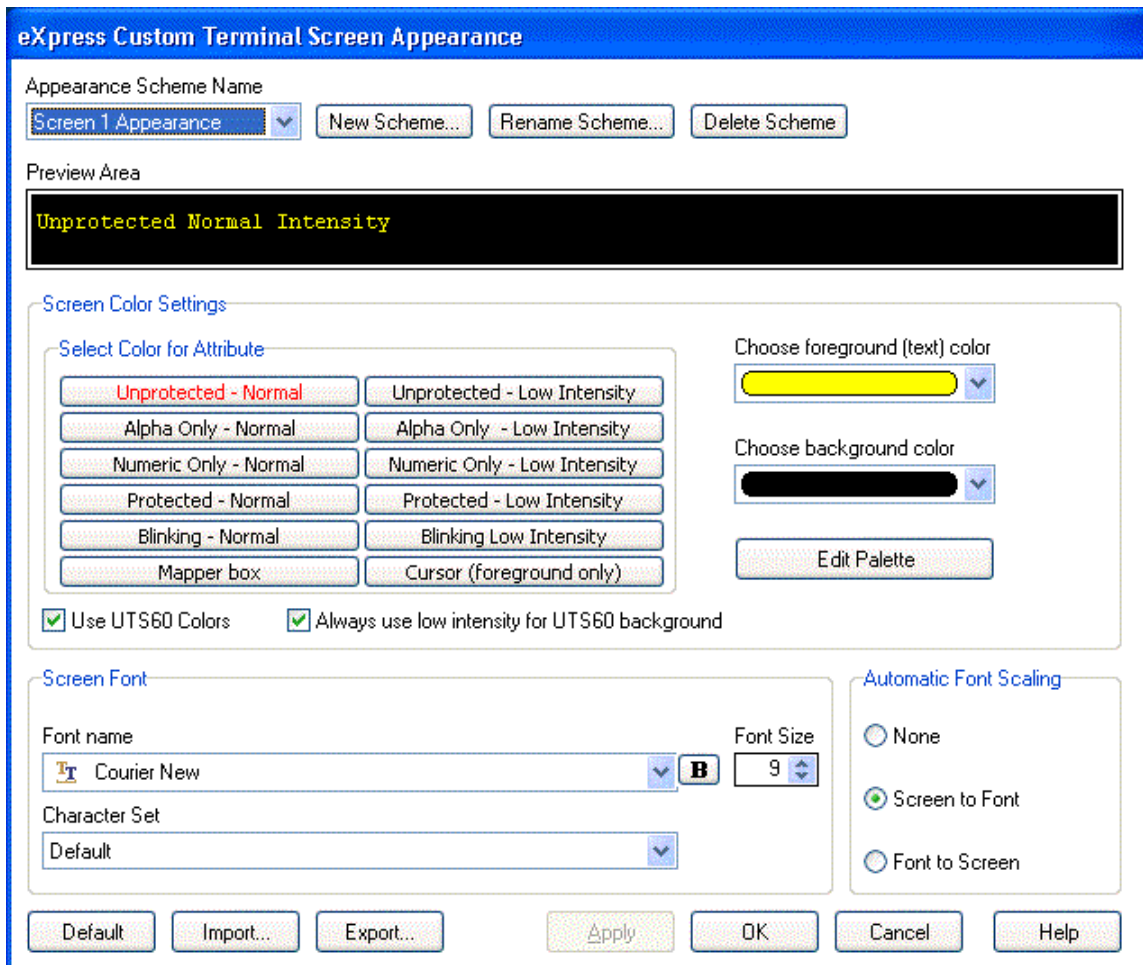 eXpress Custom Terminal Screen Appearance
Appearance Scheme Name
Screen 1 Appearance New Scheme... Rename Scheme... Delete Scheme
Preview Area
Unprotected Normal Intensity
Screen Color Settings
Select Color for Attribute
Choose foreground (text) color
Unprotected - Normal Unprotected - Low Intensity
Alpha Only - Normal Alpha Only - Low Intensity
Choose background color
Numeric Only - Normal Numeric Only - Low Intensity
Protected - Normal Protected - Low Intensity
Blinking - Normal Blinking Low Intensity
Edit Palette
Mapper box Cursor (foreground only)
Use UTS60 Colors Always use low intensity for UTS60 background
Screen Font
Font name Font Size
Courier New B 9
Character Set
Default
Automatic Font Scaling
None
Screen to Font
Font to Screen
Default Import... Export... Apply OK Cancel Help